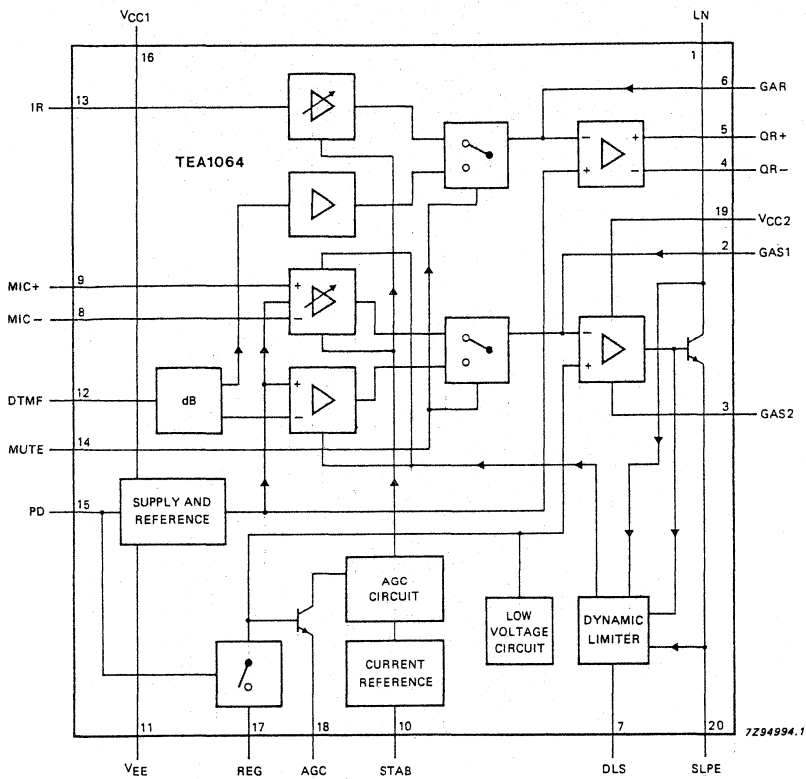 VCC1
LN
16
1
IR
13
6
GAR
5
QR+
TEA1064
4
QR−
19
VCC2
2
GAS1
MIC+
9
MIC−
8
DTMF
12
dB
3
GAS2
MUTE
14
PD
15
SUPPLY AND
REFERENCE
AGC
CIRCUIT
LOW
VOLTAGE
CIRCUIT
DYNAMIC
LIMITER
CURRENT
REFERENCE
11
17
18
10
7
20
7Z94994.1
VEE
REG
AGC
STAB
DLS
SLPE